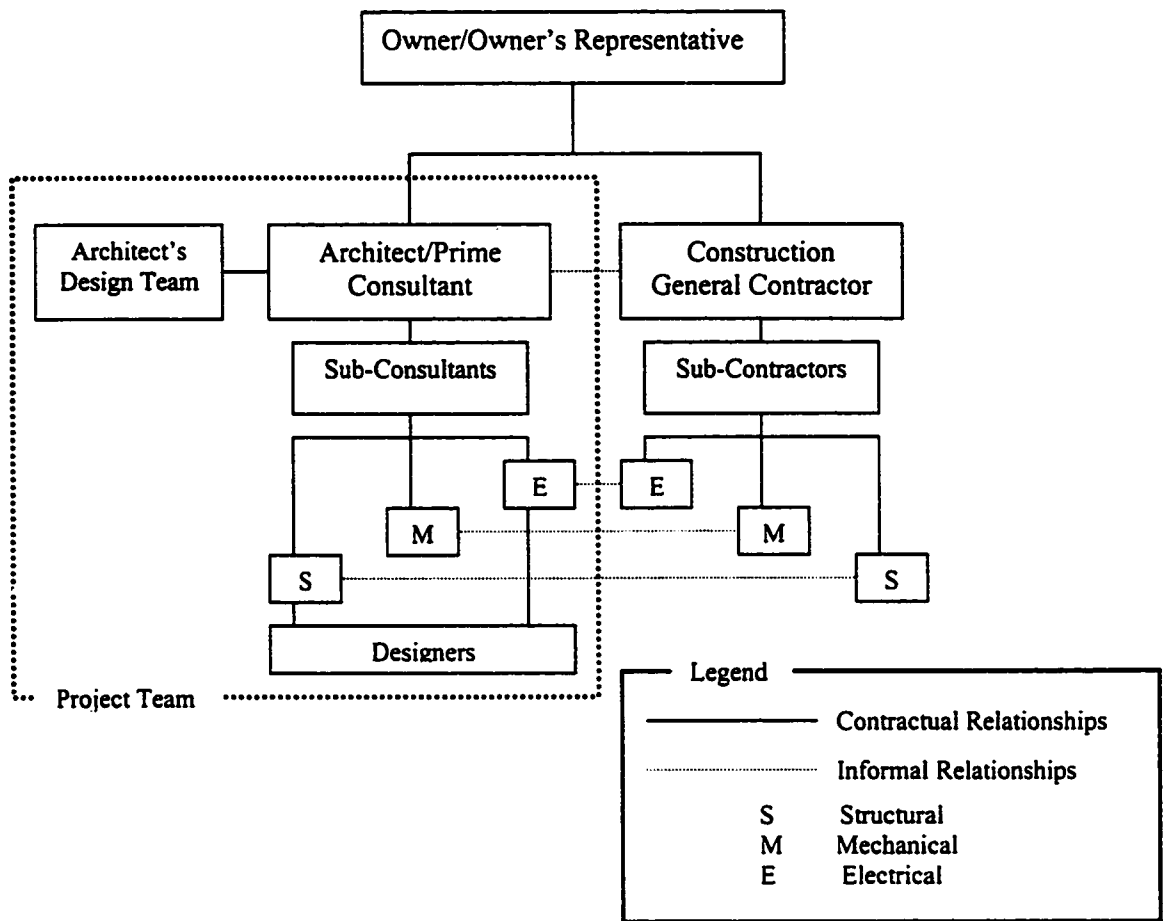 Owner/Owner's Representative
Architect's
Design Team
Architect/Prime
Consultant
Construction
General Contractor
Sub-Consultants
Sub-Contractors
E
E
M
M
S
S
Designers
Project Team
Legend
Contractual Relationships
Informal Relationships
S Structural
M Mechanical
E Electrical